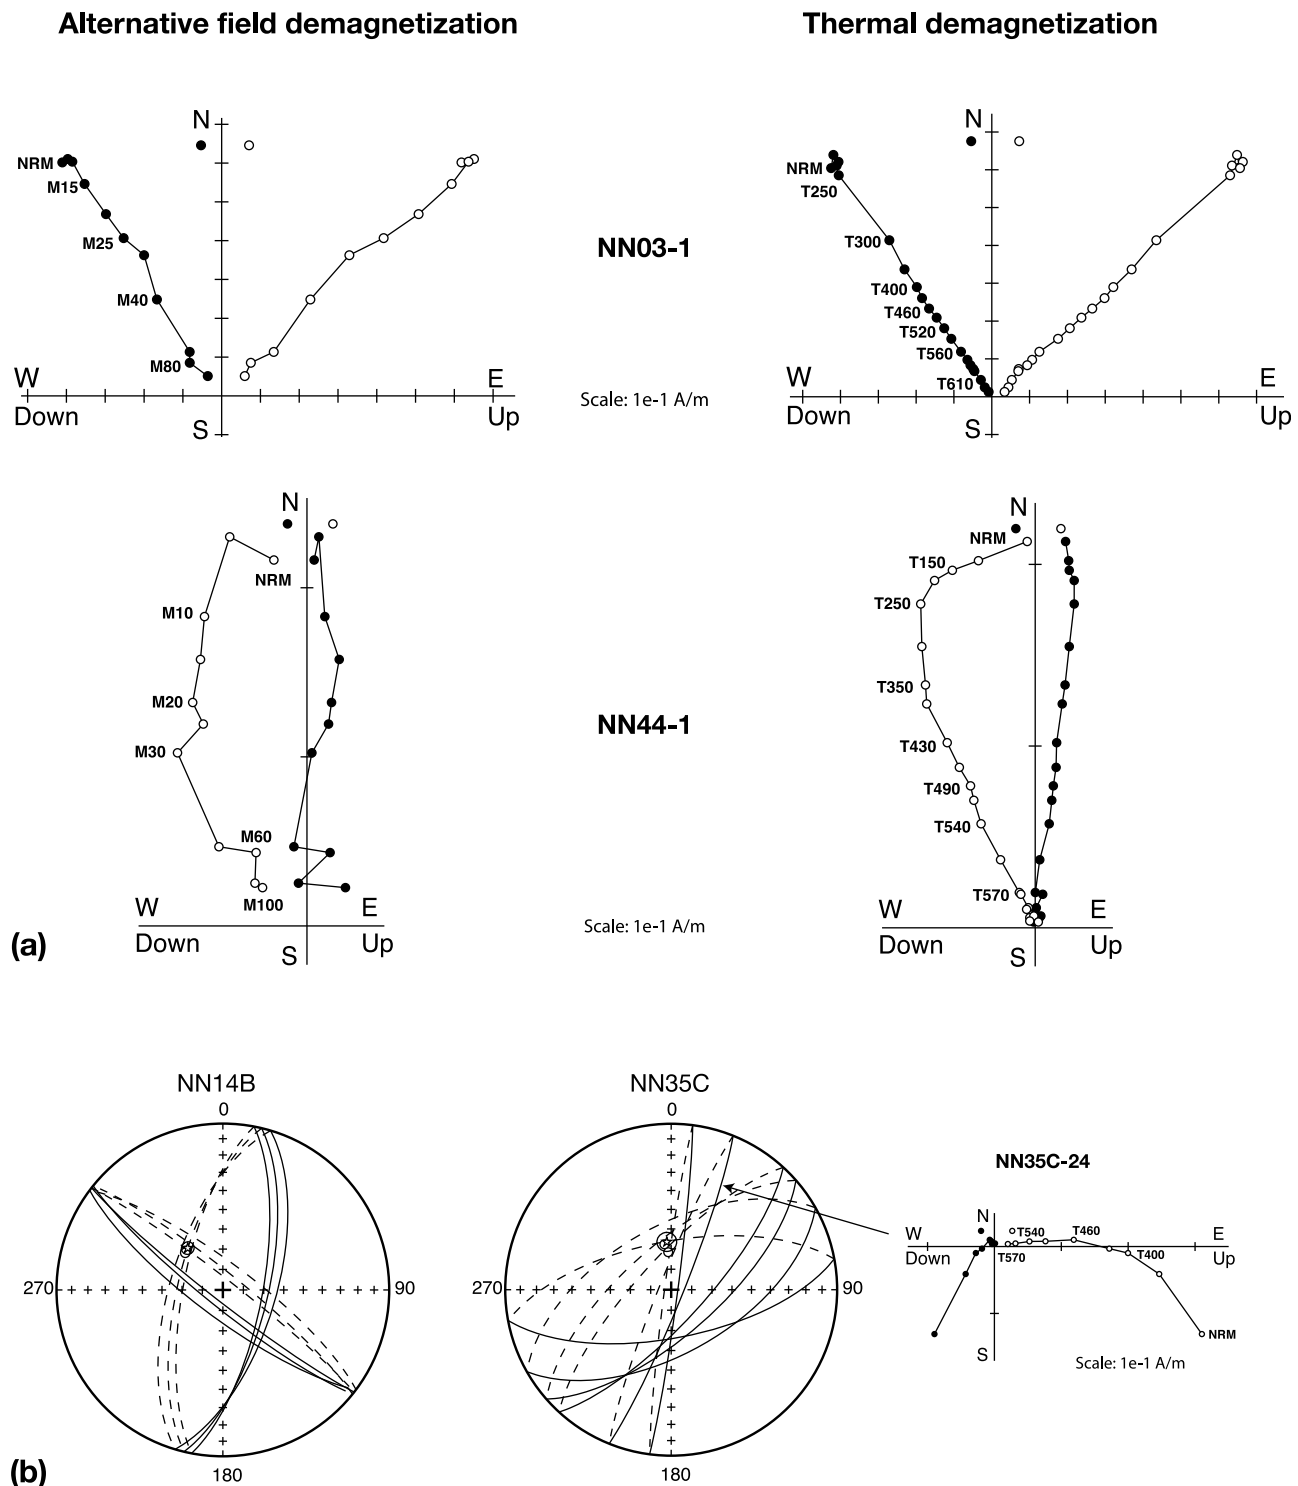 Alternative field demagnetization
Thermal demagnetization
N
NRM
M15
M25
M40
M80
W
E
Down
Up
S
NN03-1
Scale: 1e-1 A/m
N
NRM
T250
T300
T400
T460
T520
T560
T610
W
E
Down
Up
S
N
NRM
M10
M20
M30
M60
M100
W
E
Down
Up
S
NN44-1
Scale: 1e-1 A/m
N
NRM
T150
T250
T350
T430
T490
T540
T570
W
E
Down
Up
S
(a)
NN14B
0
270
90
180
NN35C
0
270
90
180
NN35C-24
N
W
E
Down
Up
T540
T460
T570
T400
NRM
S
Scale: 1e-1 A/m
(b)